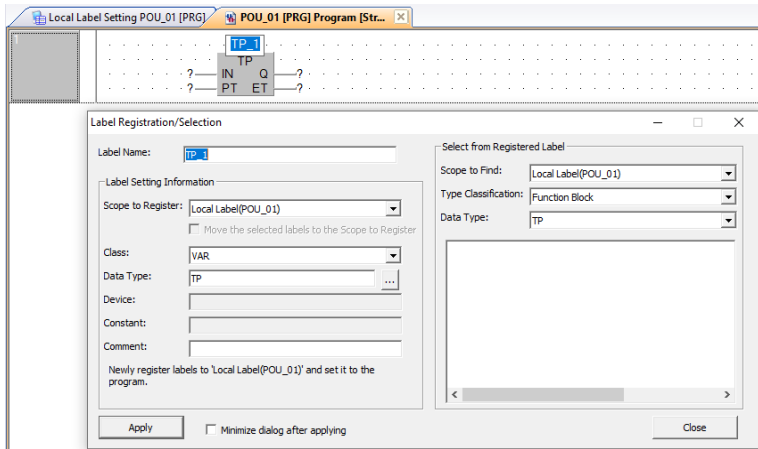 Local Label Setting POU_01 [PRG]
POU_01 [PRG] Program [Str...
1
TP_1
TP
? IN Q ?
? PT ET ?
Label Registration/Selection
Label Name:
TP_1
Label Setting Information
Scope to Register:
Local Label(POU_01)
Move the selected labels to the Scope to Register
Class:
VAR
Data Type:
TP
...
Device:
Constant:
Comment:
Newly register labels to 'Local Label(POU_01)' and set it to the
program.
Apply
Minimize dialog after applying
Select from Registered Label
Scope to Find:
Local Label(POU_01)
Type Classification:
Function Block
Data Type:
TP
Close